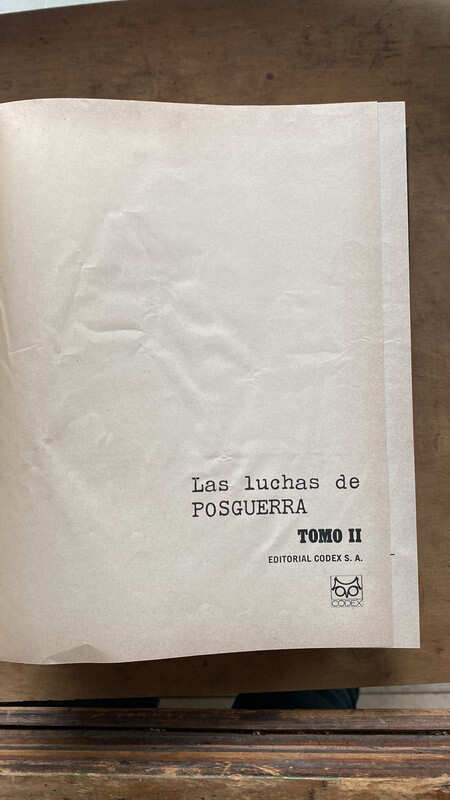 Las luchas de
POSGUERRA
TOMO II
EDITORIAL CODEX S. A.
CODEX